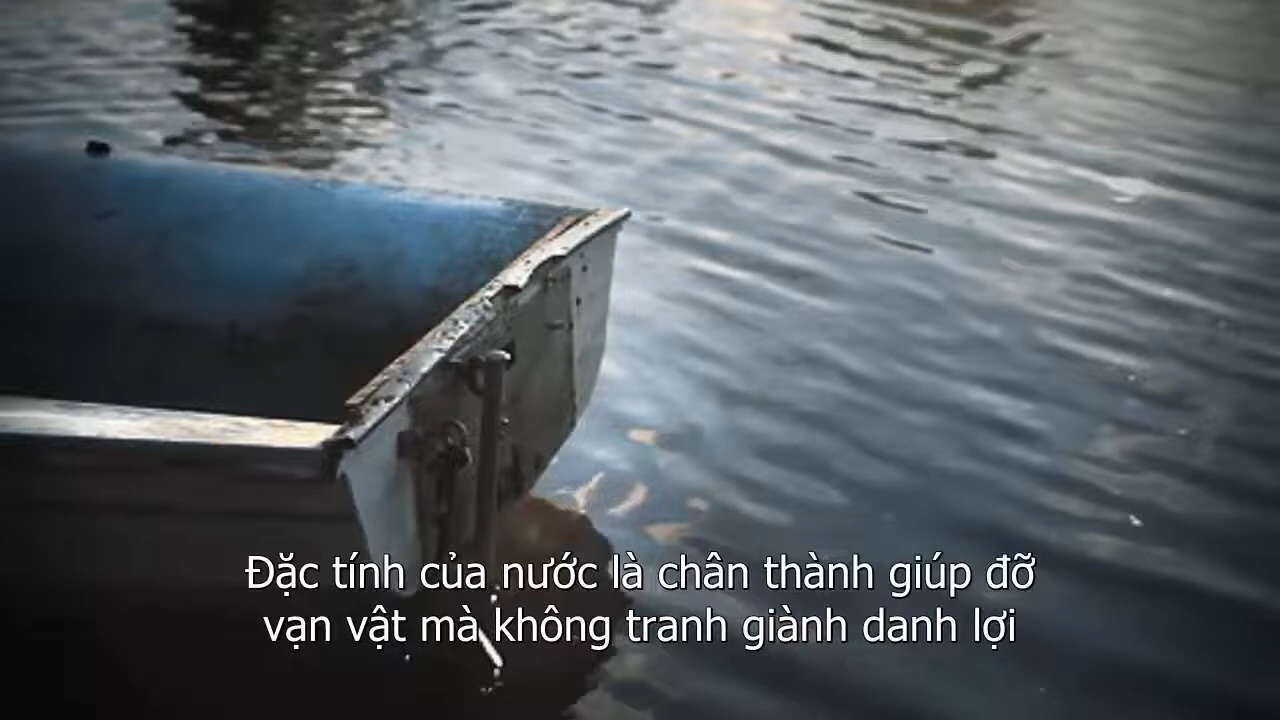 Đặc tính của nước là chân thành giúp đỡ
vạn vật mà không tranh giành danh lợi